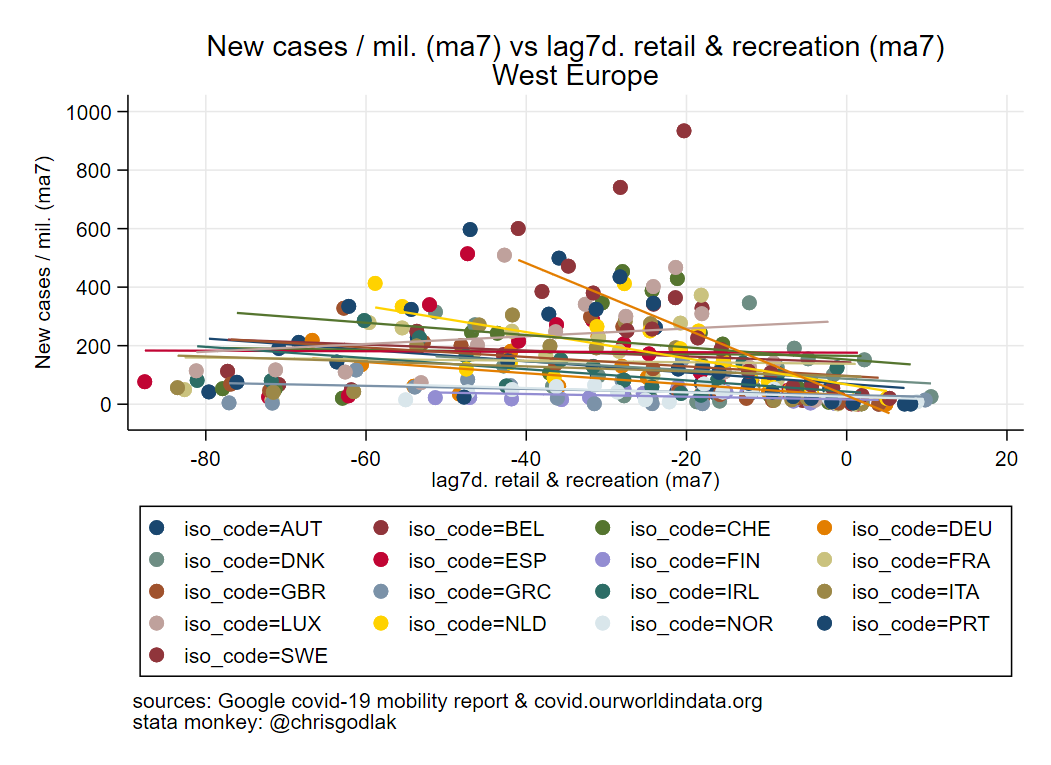 New cases / mil. (ma7) vs lag7d. retail & recreation (ma7)
West Europe
New cases / mil. (ma7)
1000
800
600
400
200
0
-80 -60 -40 -20 0 20
lag7d. retail & recreation (ma7)
iso_code=AUT iso_code=BEL iso_code=CHE iso_code=DEU
iso_code=DNK iso_code=ESP iso_code=FIN iso_code=FRA
iso_code=GBR iso_code=GRC iso_code=IRL iso_code=ITA
iso_code=LUX iso_code=NLD iso_code=NOR iso_code=PRT
iso_code=SWE
sources: Google covid-19 mobility report & covid.ourworldindata.org
stata monkey: @chrisgodlak